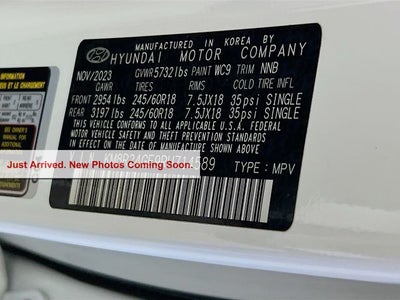 MANUFACTURED IN KOREA BY
HYUNDAI MOTOR COMPANY
NOV/2023 GVWR 5732 lbs PAINT WC9 TRIM NNB
GAWR TIRES RIMS COLD TIRE INFL
FRONT 2954 lbs 245/60R18 7.5JX18 35psi SINGLE
REAR 3197 lbs 245/60R18 7.5JX18 35psi SINGLE
THIS VEHICLE CONFORMS TO ALL APPLICABLE U.S.A. FEDERAL
MOTOR VEHICLE SAFETY AND THEFT PREVENTION STANDARDS
IN EFFECT ON THE DATE OF MANUFACTURE SHOWN ABOVE.
589
TYPE: MPV
Just Arrived. New Photos Coming Soon.